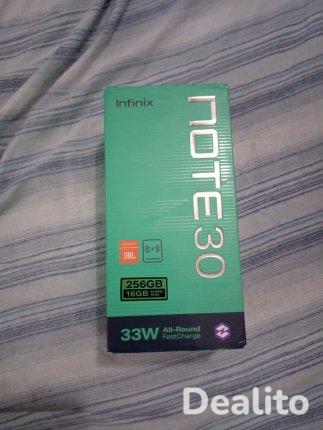 Infinix
NOTE 30
JBL
256GB
16GB
33W All-Round
FastCharge
Dealito